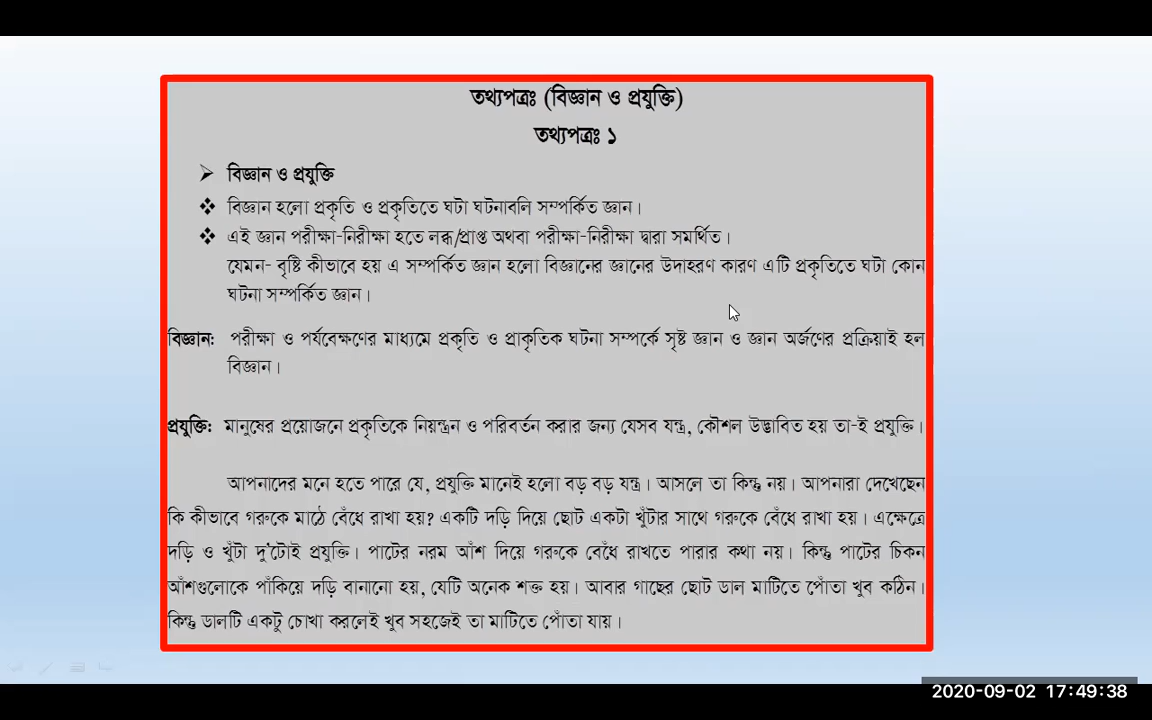 তথ্যপত্রঃ (বিজ্ঞান ও প্রযুক্তি)
তথ্যপত্রঃ ১
➢ বিজ্ঞান ও প্রযুক্তি
❖ বিজ্ঞান হলো প্রকৃতি ও প্রকৃতিতে ঘটা ঘটনাবলি সম্পর্কিত জ্ঞান।
❖ এই জ্ঞান পরীক্ষা-নিরীক্ষা হতে লব্ধ/প্রাপ্ত অথবা পরীক্ষা-নিরীক্ষা দ্বারা সমর্থিত।
যেমন- বৃষ্টি কীভাবে হয় এ সম্পর্কিত জ্ঞান হলো বিজ্ঞানের জ্ঞানের উদাহরণ কারণ এটি প্রকৃতিতে ঘটা কোন
ঘটনা সম্পর্কিত জ্ঞান।
বিজ্ঞান: পরীক্ষা ও পর্যবেক্ষণের মাধ্যমে প্রকৃতি ও প্রাকৃতিক ঘটনা সম্পর্কে সৃষ্ট জ্ঞান ও জ্ঞান অর্জণের প্রক্রিয়াই হল
বিজ্ঞান।
প্রযুক্তি: মানুষের প্রয়োজনে প্রকৃতিকে নিয়ন্ত্রন ও পরিবর্তন করার জন্য যেসব যন্ত্র, কৌশল উদ্ভাবিত হয় তা-ই প্রযুক্তি।
আপনাদের মনে হতে পারে যে, প্রযুক্তি মানেই হলো বড় বড় যন্ত্র। আসলে তা কিন্তু নয়। আপনারা দেখেছেন
কি কীভাবে গরুকে মাঠে বেঁধে রাখা হয়? একটি দড়ি দিয়ে ছোট একটা খুঁটার সাথে গরুকে বেঁধে রাখা হয়। এক্ষেত্রে
দড়ি ও খুঁটা দু'টোই প্রযুক্তি। পাটের নরম আঁশ দিয়ে গরুকে বেঁধে রাখতে পারার কথা নয়। কিন্তু পাটের চিকন
আঁশগুলোকে পাঁকিয়ে দড়ি বানানো হয়, যেটি অনেক শক্ত হয়। আবার গাছের ছোট ডাল মাটিতে পোঁতা খুব কঠিন।
কিন্তু ডালটি একটু চোখা করলেই খুব সহজেই তা মাটিতে পোঁতা যায়।
2020-09-02 17:49:38